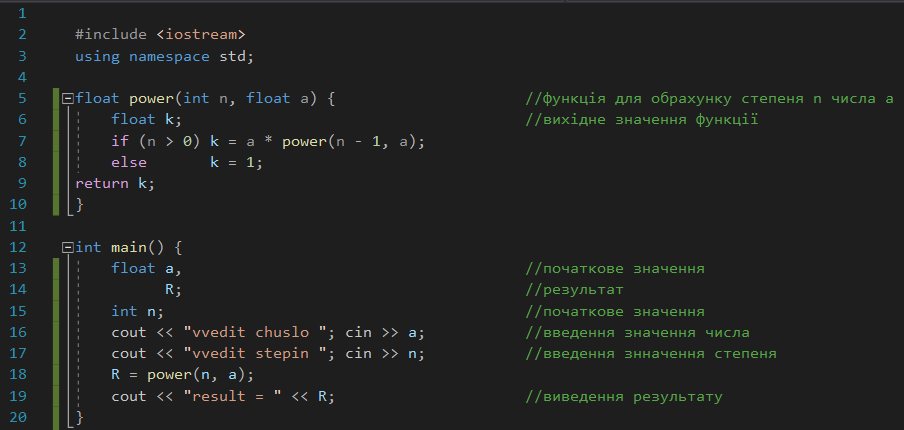 1
2 #include <iostream>
3 using namespace std;
4
5 float power(int n, float a) { //функція для обрахунку степеня n числа a
6 float k; //вихідне значення функції
7 if (n > 0) k = a * power(n - 1, a);
8 else k = 1;
9 return k;
10 }
11
12 int main() {
13 float a, //початкове значення
14 R; //результат
15 int n; //початкове значення
16 cout << "vvedit chuslo "; cin >> a; //введення значення числа
17 cout << "vvedit stepin "; cin >> n; //введення знначення степеня
18 R = power(n, a);
19 cout << "result = " << R; //виведення результату
20 }